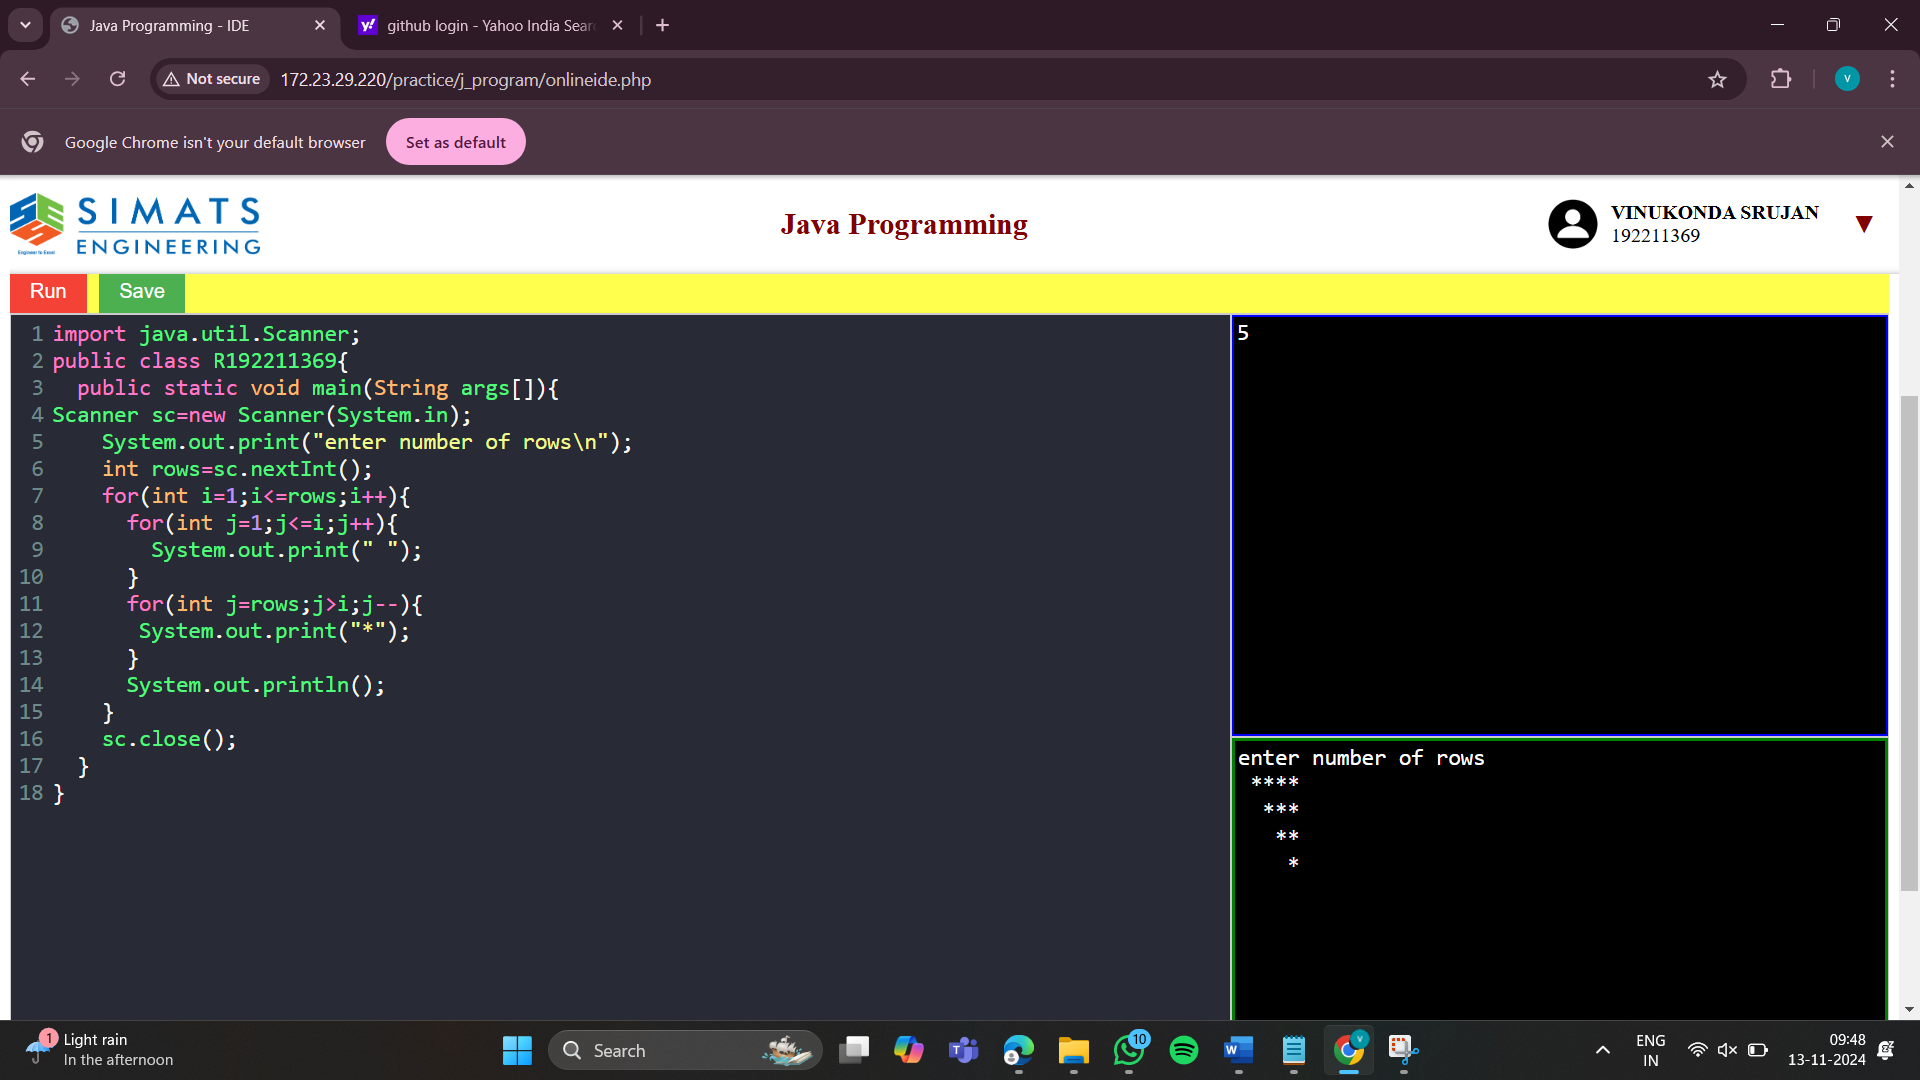 Java Programming - IDE
github login - Yahoo India Sear
Not secure
172.23.29.220/practice/j_program/onlineide.php
V
Google Chrome isn't your default browser
Set as default
SIMATS
ENGINEERING
Engineer to Excel
Java Programming
VINUKONDA SRUJAN
192211369
Run
Save
1 import java.util.Scanner;
2 public class R192211369{
3   public static void main(String args[]){
4 Scanner sc=new Scanner(System.in);
5     System.out.print("enter number of rows\n");
6     int rows=sc.nextInt();
7     for(int i=1;i<=rows;i++){
8       for(int j=1;j<=i;j++){
9         System.out.print(" ");
10       }
11       for(int j=rows;j>i;j--){
12        System.out.print("*");
13       }
14       System.out.println();
15     }
16     sc.close();
17   }
18 }
5
enter number of rows
 ****
  ***
   **
    *
1
Light rain
In the afternoon
Search
10
V
ENG
IN
09:48
13-11-2024